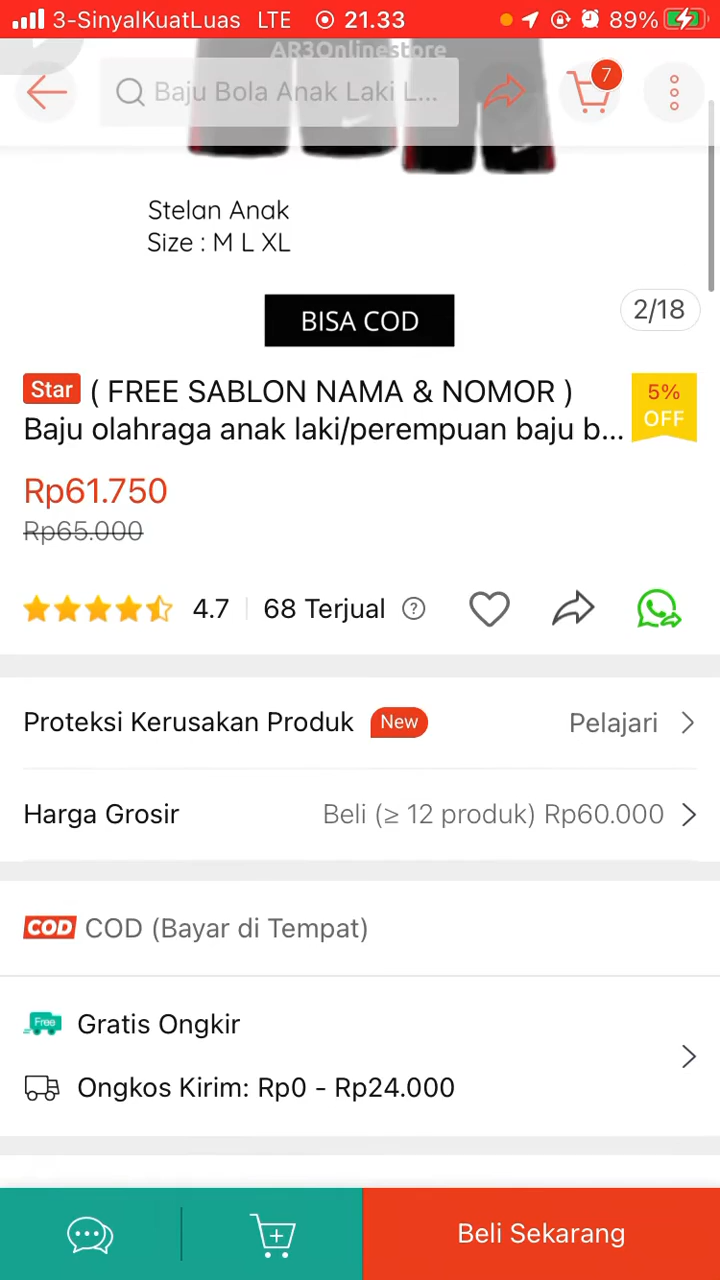 3-SinyalKuatLuas LTE 21.33 89%
AR3Onlinestore
Baju Bola Anak Laki L... 7
Stelan Anak
Size : M L XL
BISA COD
2/18
Star ( FREE SABLON NAMA & NOMOR )
Baju olahraga anak laki/perempuan baju b...
5%
OFF
Rp61.750
Rp65.000
4.7 68 Terjual ?
Proteksi Kerusakan Produk New Pelajari
Harga Grosir Beli (≥ 12 produk) Rp60.000
COD COD (Bayar di Tempat)
Free Gratis Ongkir
Ongkos Kirim: Rp0 - Rp24.000
Beli Sekarang